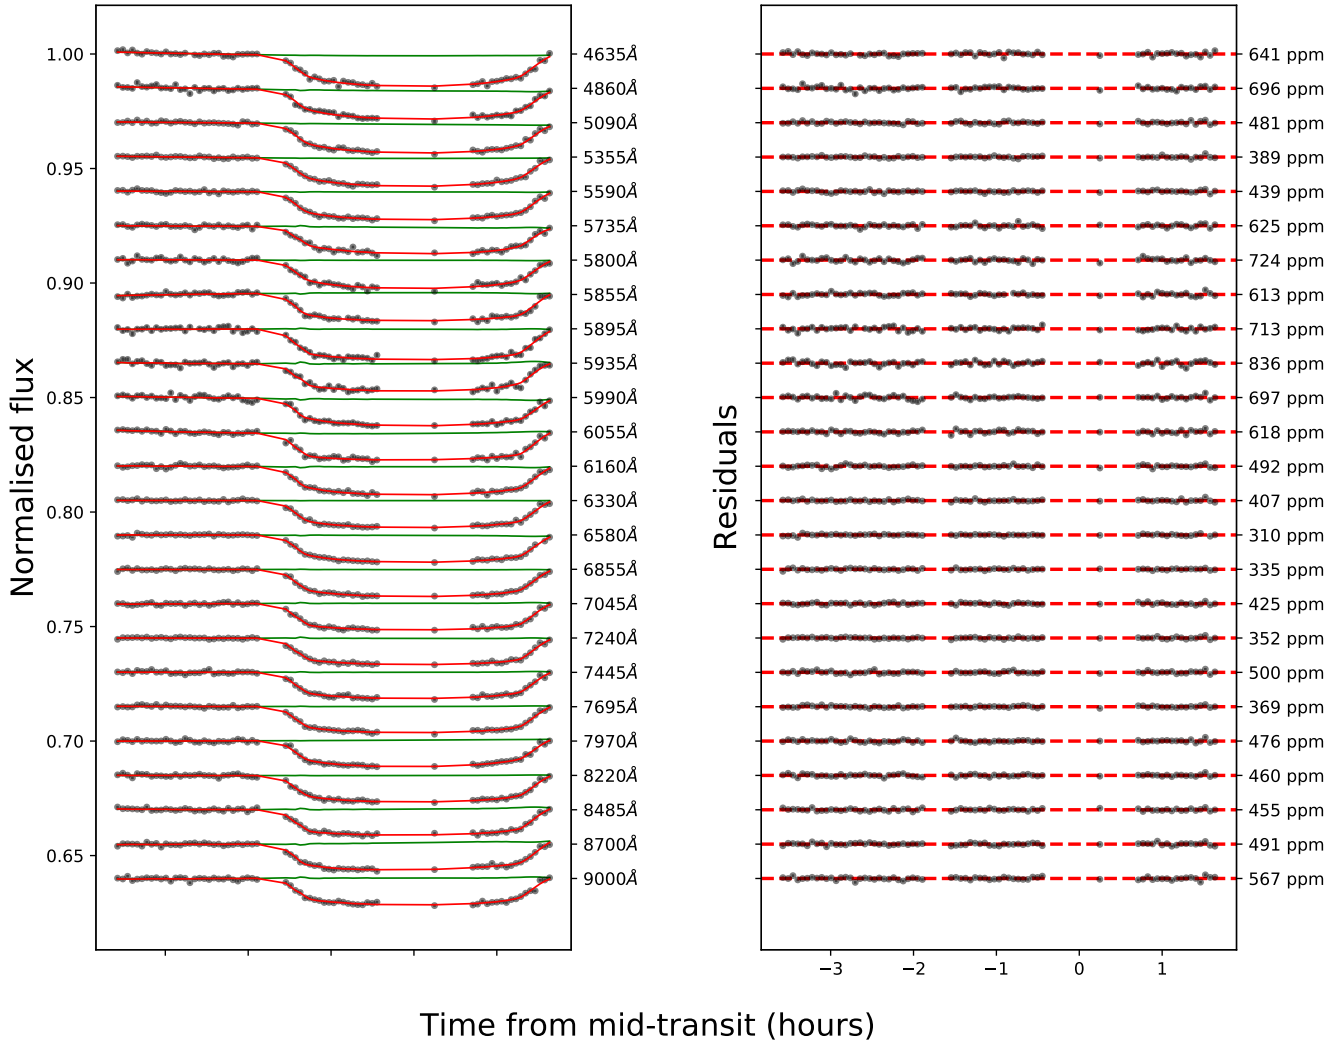 1.00
0.95
0.90
0.85
0.80
0.75
0.70
0.65
Normalised flux
4635Å
4860Å
5090Å
5355Å
5590Å
5735Å
5800Å
5855Å
5895Å
5935Å
5990Å
6055Å
6160Å
6330Å
6580Å
6855Å
7045Å
7240Å
7445Å
7695Å
7970Å
8220Å
8485Å
8700Å
9000Å
Residuals
641 ppm
696 ppm
481 ppm
389 ppm
439 ppm
625 ppm
724 ppm
613 ppm
713 ppm
836 ppm
697 ppm
618 ppm
492 ppm
407 ppm
310 ppm
335 ppm
425 ppm
352 ppm
500 ppm
369 ppm
476 ppm
460 ppm
455 ppm
491 ppm
567 ppm
−3 −2 −1 0 1
Time from mid-transit (hours)